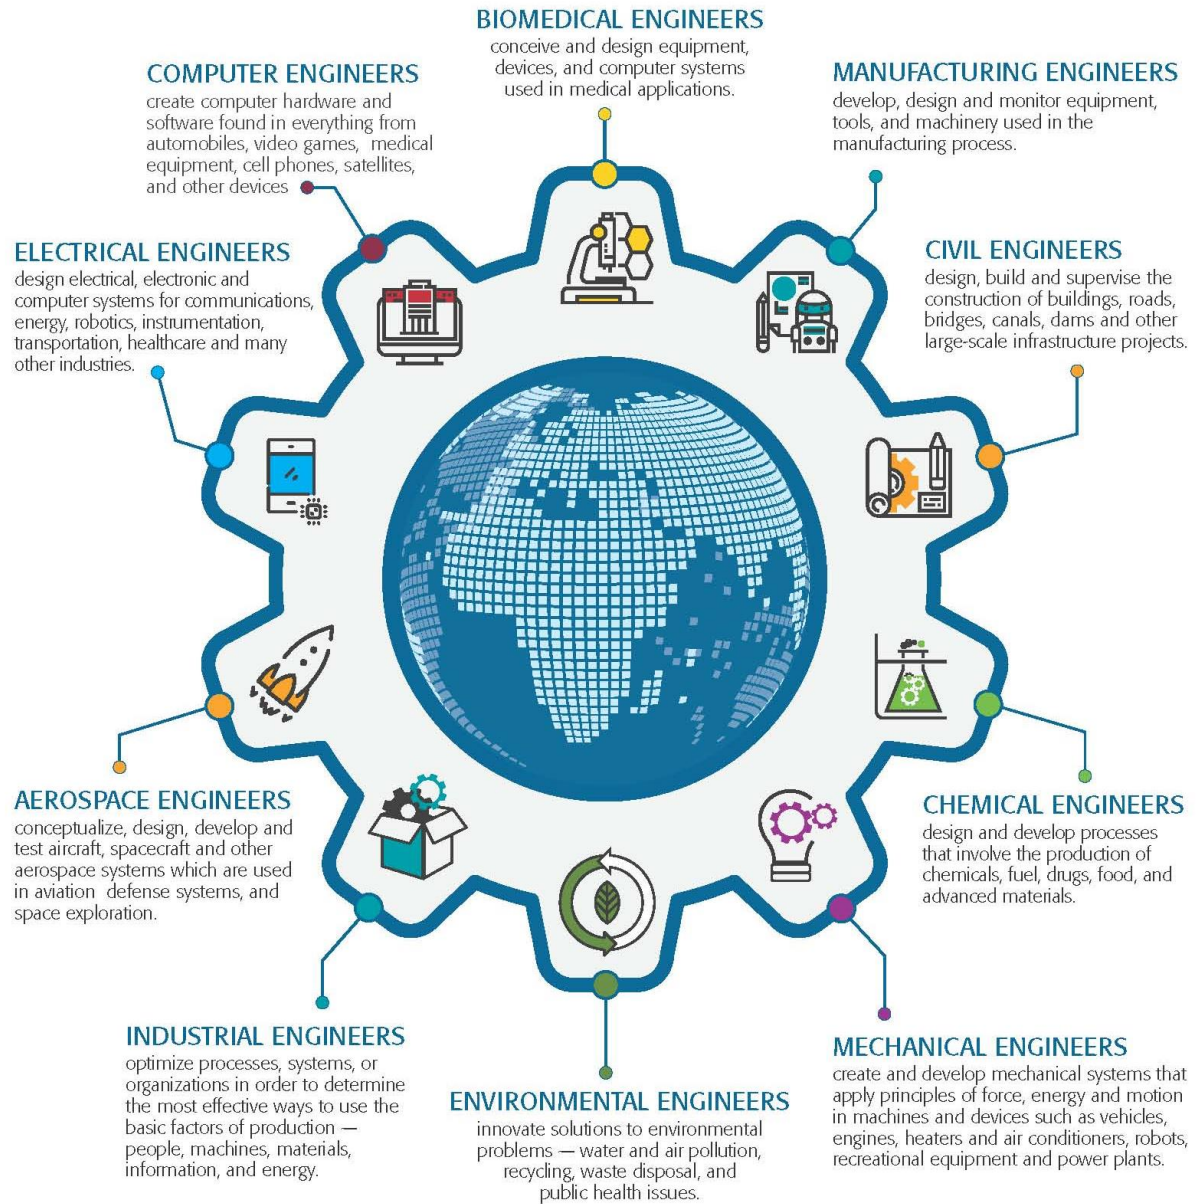 BIOMEDICAL ENGINEERS
conceive and design equipment,
devices, and computer systems
used in medical applications.
COMPUTER ENGINEERS
create computer hardware and
software found in everything from
automobiles, video games, medical
equipment, cell phones, satellites,
and other devices
MANUFACTURING ENGINEERS
develop, design and monitor equipment,
tools, and machinery used in the
manufacturing process.
ELECTRICAL ENGINEERS
design electrical, electronic and
computer systems for communications,
energy, robotics, instrumentation,
transportation, healthcare and many
other industries.
CIVIL ENGINEERS
design, build and supervise the
construction of buildings, roads,
bridges, canals, dams and other
large-scale infrastructure projects.
AEROSPACE ENGINEERS
conceptualize, design, develop and
test aircraft, spacecraft and other
aerospace systems which are used
in aviation defense systems, and
space exploration.
CHEMICAL ENGINEERS
design and develop processes
that involve the production of
chemicals, fuel, drugs, food, and
advanced materials.
INDUSTRIAL ENGINEERS
optimize processes, systems, or
organizations in order to determine
the most effective ways to use the
basic factors of production —
people, machines, materials,
information, and energy.
ENVIRONMENTAL ENGINEERS
innovate solutions to environmental
problems — water and air pollution,
recycling, waste disposal, and
public health issues.
MECHANICAL ENGINEERS
create and develop mechanical systems that
apply principles of force, energy and motion
in machines and devices such as vehicles,
engines, heaters and air conditioners, robots,
recreational equipment and power plants.